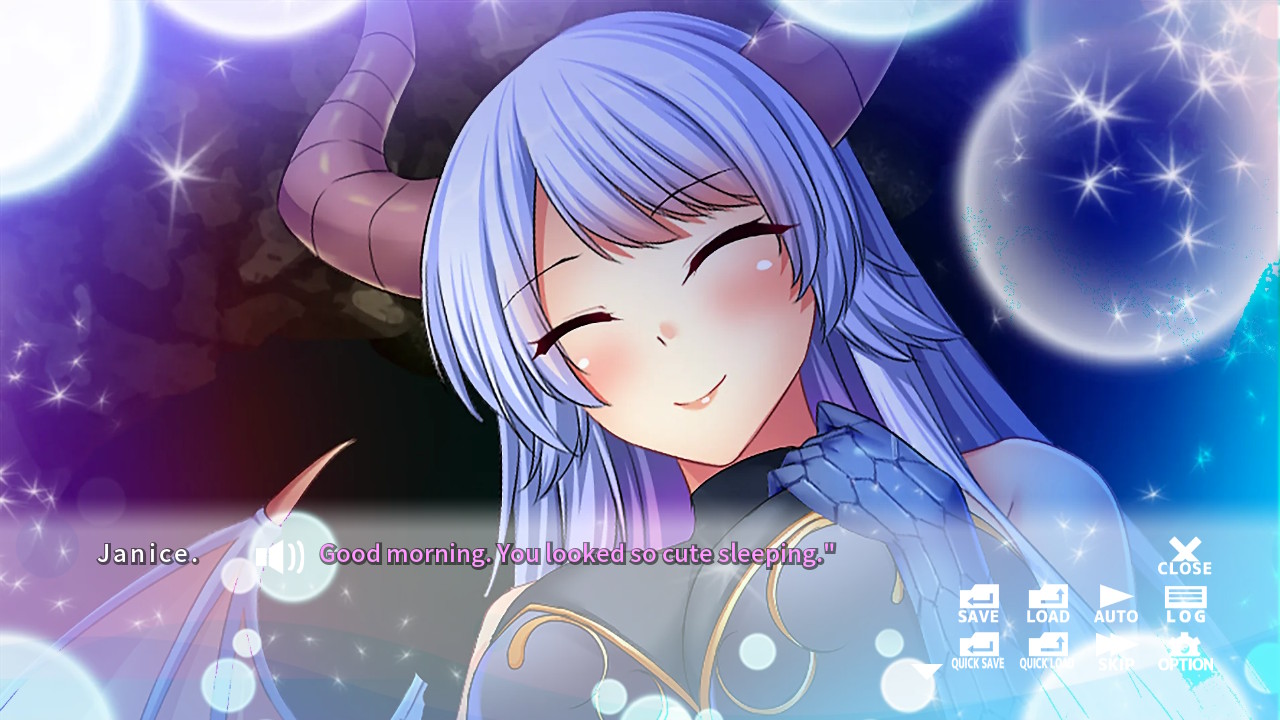 Janice. Good morning. You looked so cute sleeping."
CLOSE
SAVE LOAD AUTO LOG
QUICK SAVE QUICK LOAD SKIP OPTION